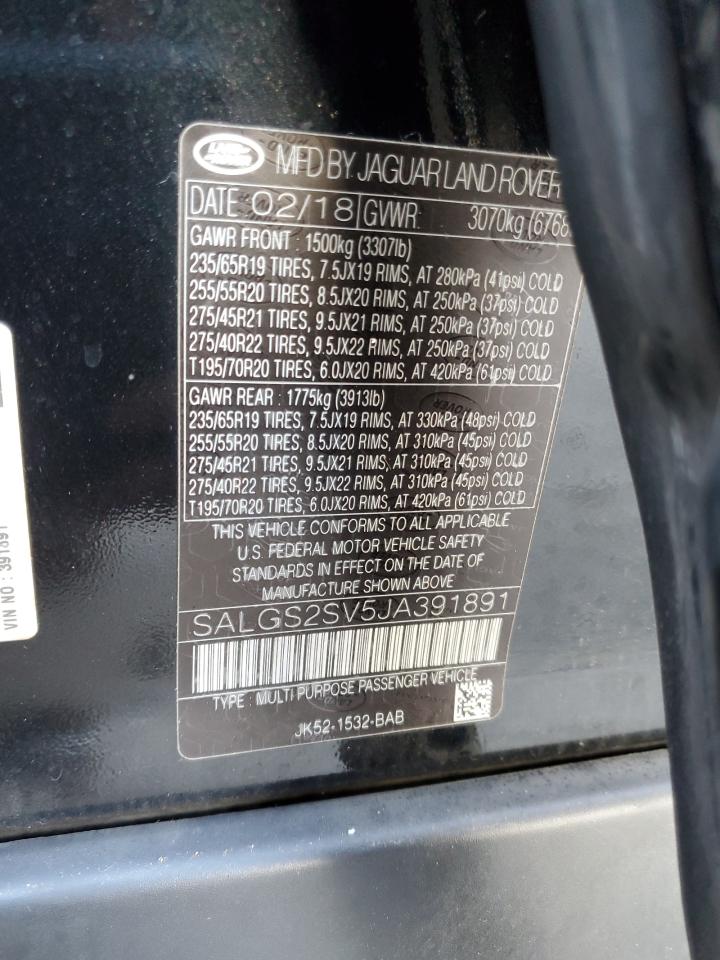 LAND ROVER
MFD BY JAGUAR LAND ROVER
DATE 02/18 GVWR: 3070kg (6768
GAWR FRONT : 1500kg (3307lb)
235/65R19 TIRES, 7.5JX19 RIMS, AT 280kPa (41psi) COLD
255/55R20 TIRES, 8.5JX20 RIMS, AT 250kPa (37psi) COLD
275/45R21 TIRES, 9.5JX21 RIMS, AT 250kPa (37psi) COLD
275/40R22 TIRES, 9.5JX22 RIMS, AT 250kPa (37psi) COLD
T195/70R20 TIRES, 6.0JX20 RIMS, AT 420kPa (61psi) COLD
GAWR REAR : 1775kg (3913lb)
235/65R19 TIRES, 7.5JX19 RIMS, AT 330kPa (48psi) COLD
255/55R20 TIRES, 8.5JX20 RIMS, AT 310kPa (45psi) COLD
275/45R21 TIRES, 9.5JX21 RIMS, AT 310kPa (45psi) COLD
275/40R22 TIRES, 9.5JX22 RIMS, AT 310kPa (45psi) COLD
T195/70R20 TIRES, 6.0JX20 RIMS, AT 420kPa (61psi) COLD
THIS VEHICLE CONFORMS TO ALL APPLICABLE
U.S. FEDERAL MOTOR VEHICLE SAFETY
STANDARDS IN EFFECT ON THE DATE OF
MANUFACTURE SHOWN ABOVE
SALGS2SV5JA391891
TYPE : MULTI PURPOSE PASSENGER VEHICLE
JK52-1532-BAB
VIN NO : 391891